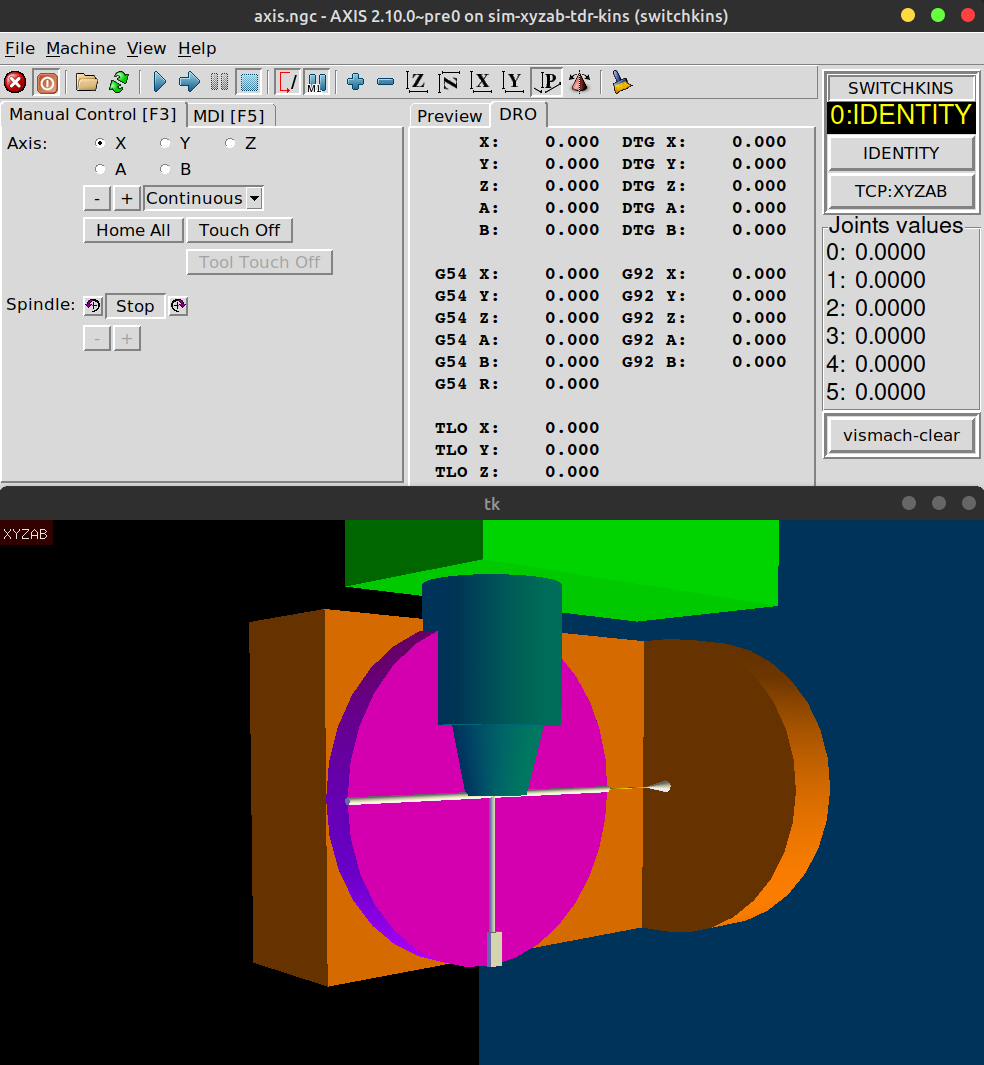 axis.ngc - AXIS 2.10.0~pre0 on sim-xyzab-tdr-kins (switchkins)
File Machine View Help
M1 Z N X Y P
Manual Control [F3] MDI [F5]
Axis: X Y Z
A B
- + Continuous
Home All Touch Off
Tool Touch Off
Spindle: Stop
- +
Preview DRO
X: 0.000 DTG X: 0.000
Y: 0.000 DTG Y: 0.000
Z: 0.000 DTG Z: 0.000
A: 0.000 DTG A: 0.000
B: 0.000 DTG B: 0.000
G54 X: 0.000 G92 X: 0.000
G54 Y: 0.000 G92 Y: 0.000
G54 Z: 0.000 G92 Z: 0.000
G54 A: 0.000 G92 A: 0.000
G54 B: 0.000 G92 B: 0.000
G54 R: 0.000
TLO X: 0.000
TLO Y: 0.000
TLO Z: 0.000
SWITCHKINS
0:IDENTITY
IDENTITY
TCP:XYZAB
Joints values
0: 0.0000
1: 0.0000
2: 0.0000
3: 0.0000
4: 0.0000
5: 0.0000
vismach-clear
tk
XYZAB